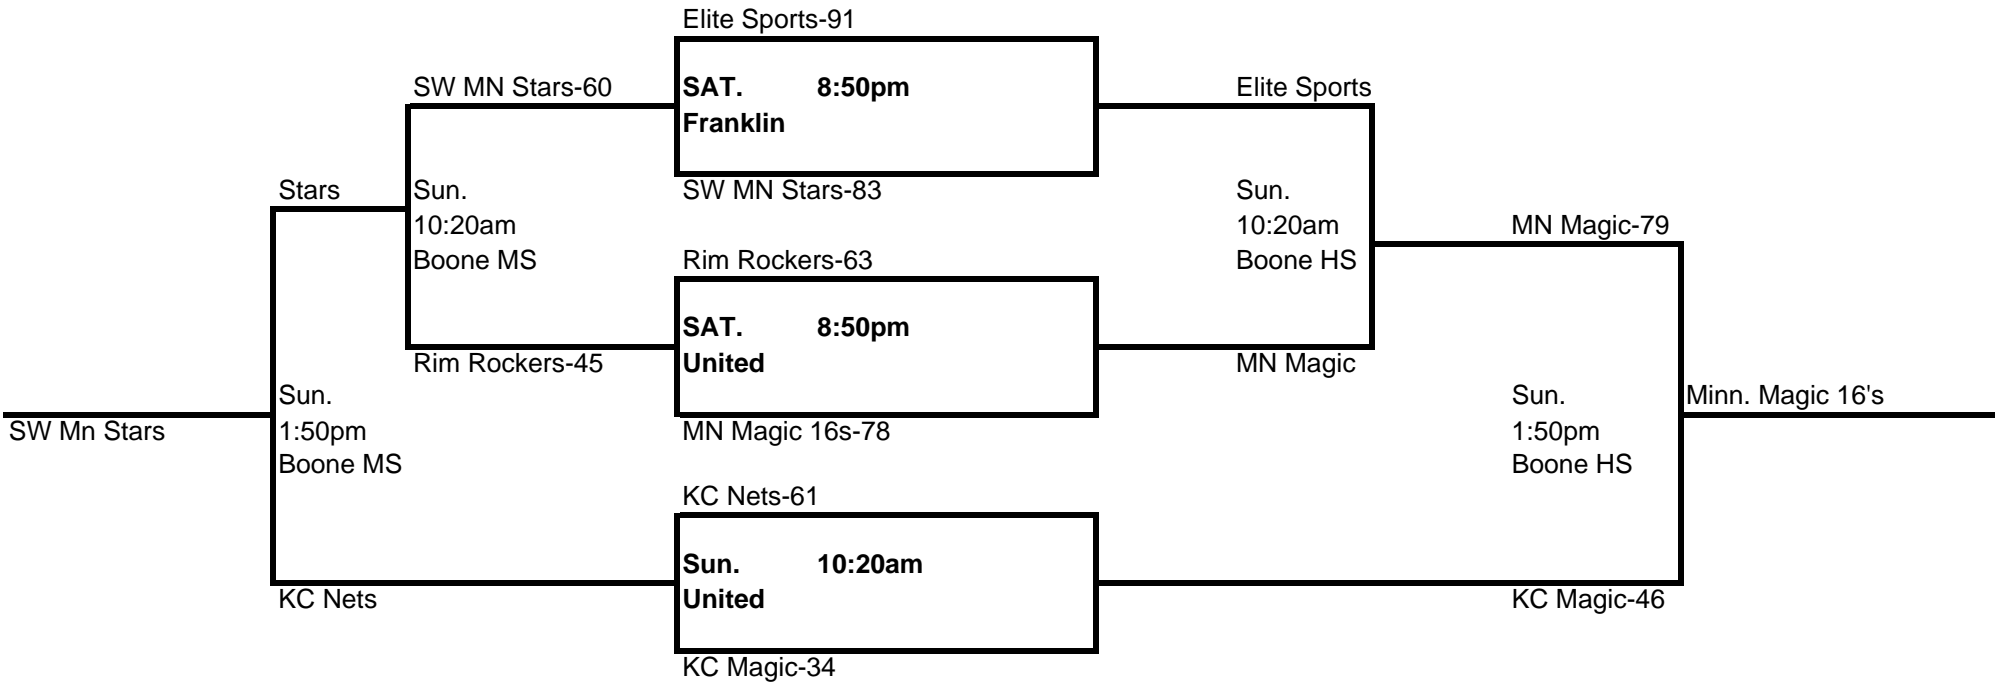 Elite Sports-91
SW MN Stars-60
SAT. 8:50pm
Elite Sports
Franklin
Stars
Sun.
SW MN Stars-83
Sun.
10:20am
10:20am
MN Magic-79
Boone MS
Rim Rockers-63
Boone HS
SAT. 8:50pm
Rim Rockers-45
United
MN Magic
Sun.
Sun.
Minn. Magic 16's
SW Mn Stars
1:50pm
MN Magic 16s-78
1:50pm
Boone MS
Boone HS
KC Nets-61
Sun. 10:20am
KC Nets
United
KC Magic-46
KC Magic-34